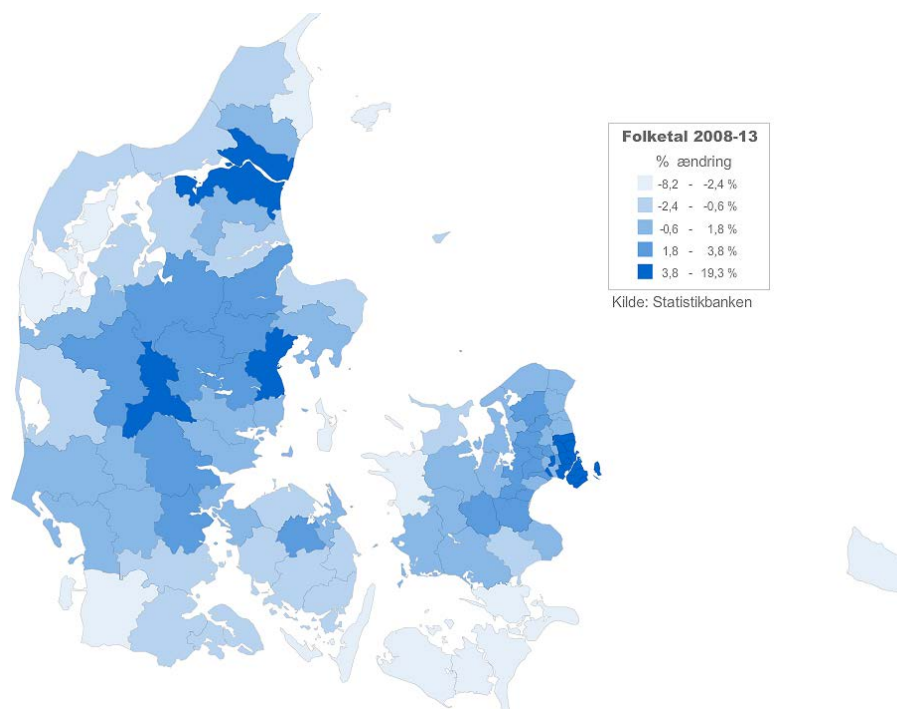 Folketal 2008-13
% ændring
-8,2 - -2,4 %
-2,4 - -0,6 %
-0,6 - 1,8 %
1,8 - 3,8 %
3,8 - 19,3 %
Kilde: Statistikbanken